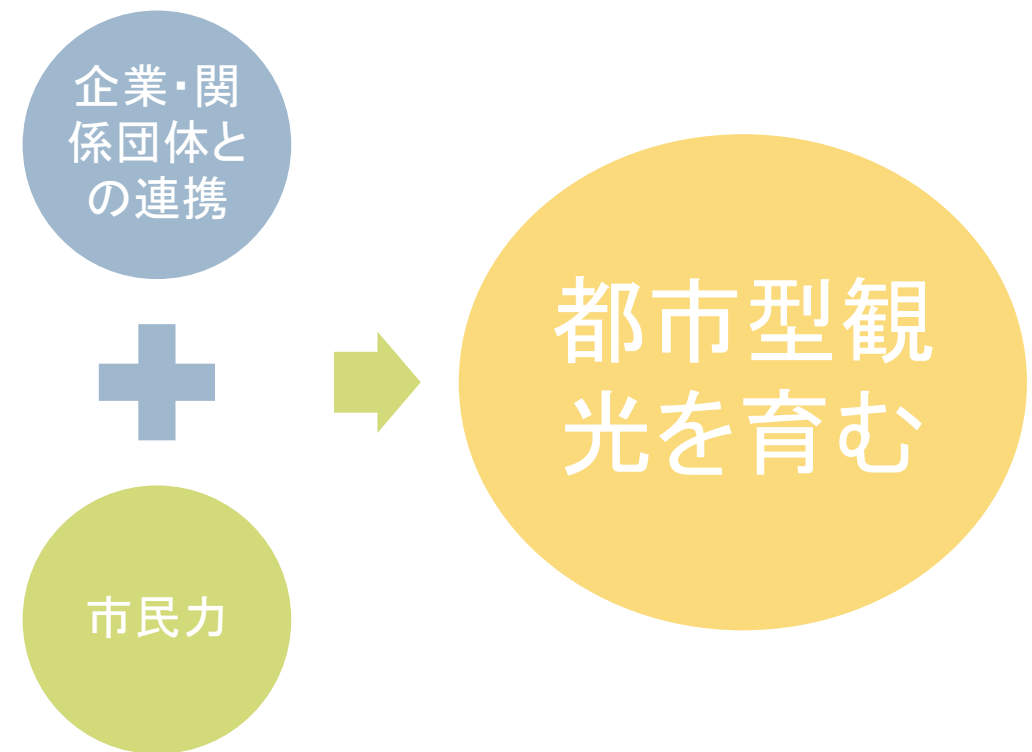 企業・関
係団体と
の連携
市民力
都市型観
光を育む